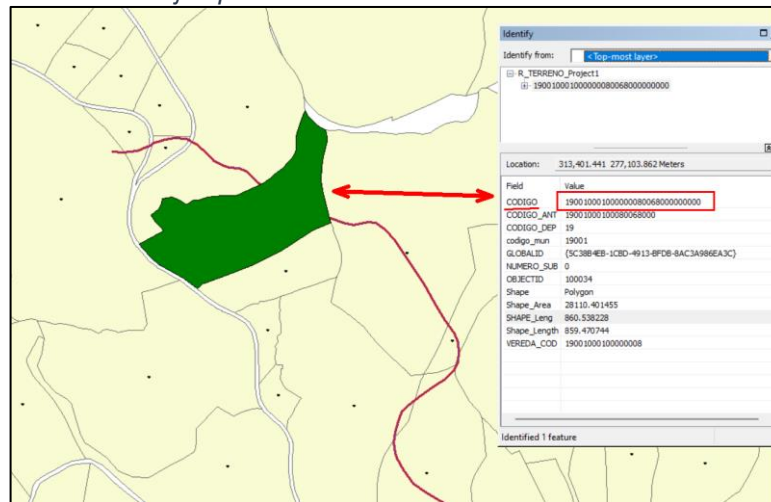 Identify
Identify from: <Top-most layer>
R_TERRENO_Project1
190010001000000080068000000000
Location: 313,401.441 277,103.862 Meters
Field Value
CODIGO 190010001000000080068000000000
CODIGO_ANT 19001000100080068000
CODIGO_DEP 19
codigo_mun 19001
GLOBALID {5C38B4EB-1CBD-4913-BFDB-8AC3A986EA3C}
NUMERO_SUB 0
OBJECTID 100034
Shape Polygon
Shape_Area 28110.401455
SHAPE_Leng 860.538228
Shape_Length 859.470744
VEREDA_COD 19001000100000008
Identified 1 feature